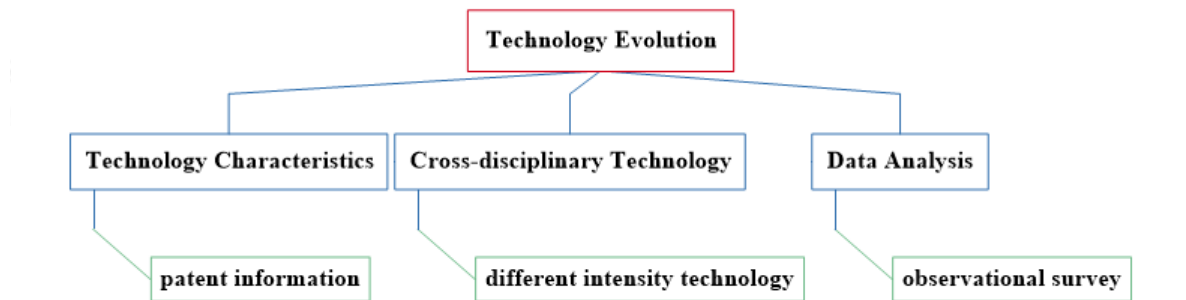 Technology Evolution
Technology Characteristics
Cross-disciplinary Technology
Data Analysis
patent information
different intensity technology
observational survey